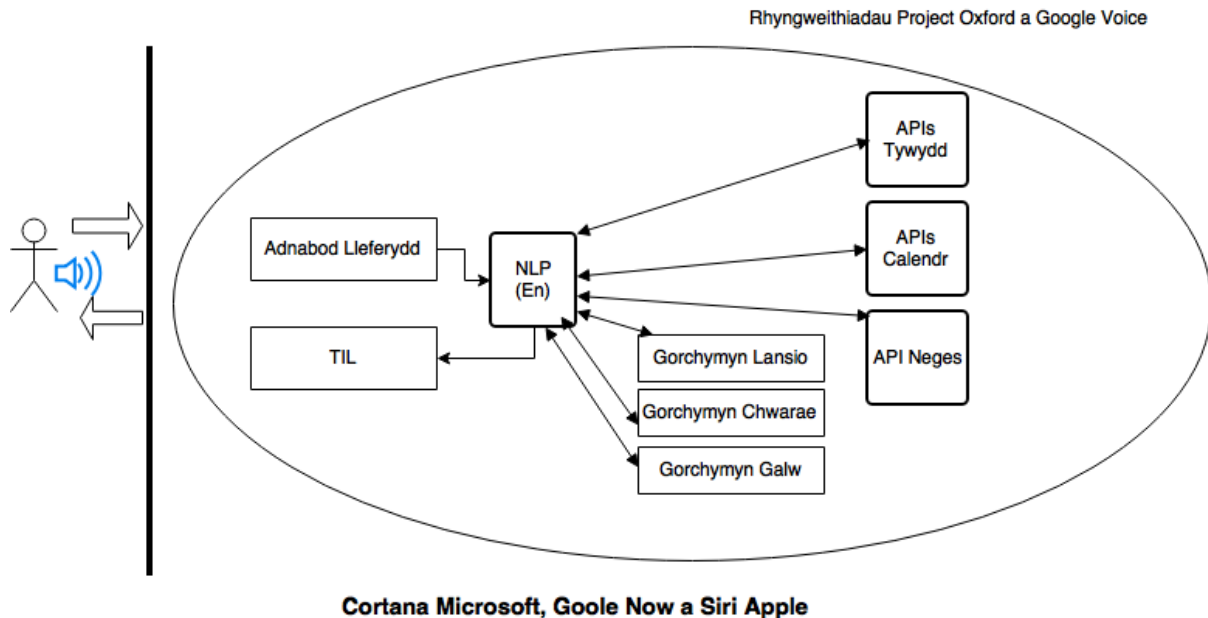 Rhyngweithiadau Project Oxford a Google Voice
APIs
Tywydd
Adnabod Lleferydd
NLP
(En)
APIs
Calendr
TIL
Gorchymyn Lansio
API Neges
Gorchymyn Chwarae
Gorchymyn Galw
Cortana Microsoft, Goole Now a Siri Apple